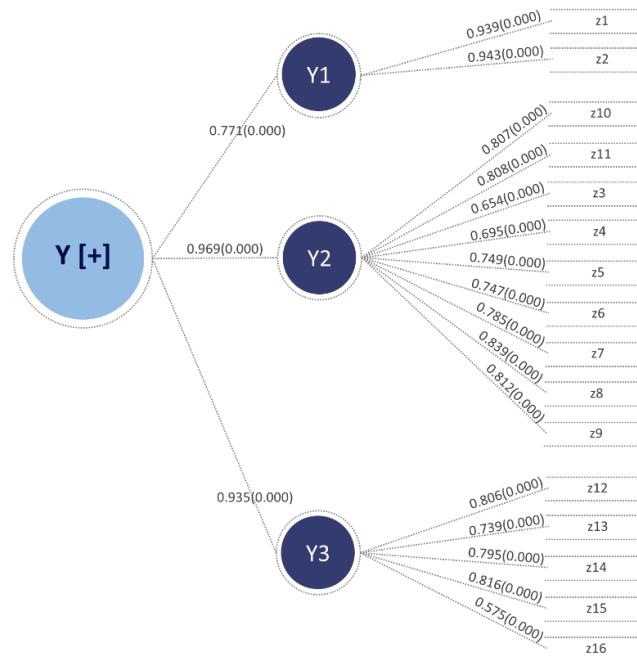 Y [+]
0.771(0.000)
0.969(0.000)
0.935(0.000)
Y1
0.939(0.000)
z1
0.943(0.000)
z2
Y2
0.807(0.000)
z10
0.808(0.000)
z11
0.654(0.000)
z3
0.695(0.000)
z4
0.749(0.000)
z5
0.747(0.000)
z6
0.785(0.000)
z7
0.839(0.000)
z8
0.812(0.000)
z9
Y3
0.806(0.000)
z12
0.739(0.000)
z13
0.795(0.000)
z14
0.816(0.000)
z15
0.575(0.000)
z16